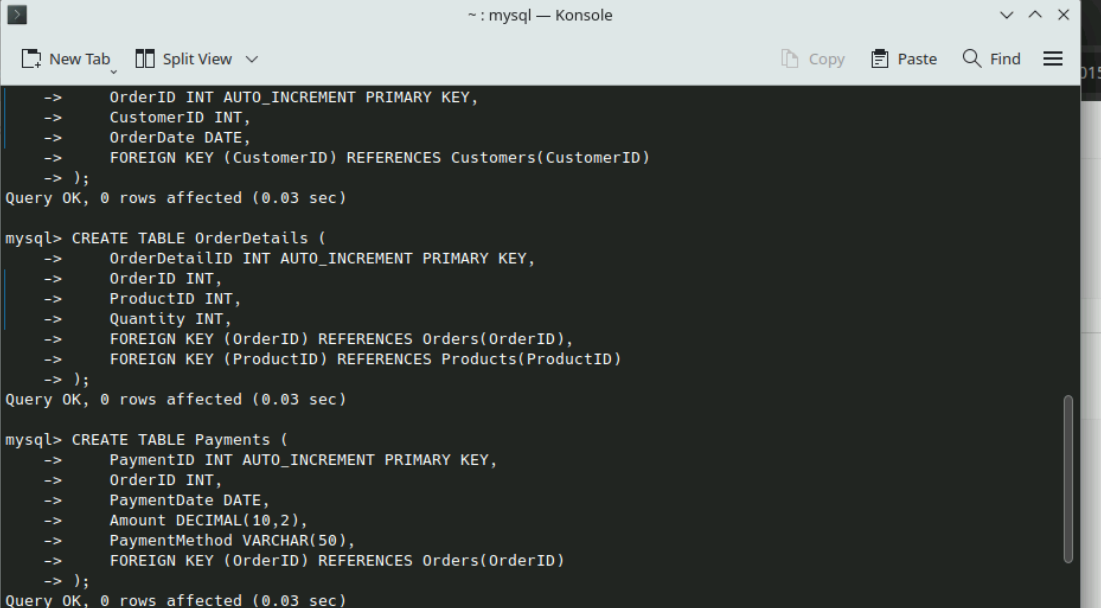 ~ : mysql — Konsole
New Tab Split View Copy Paste Find
->     OrderID INT AUTO_INCREMENT PRIMARY KEY,
->     CustomerID INT,
->     OrderDate DATE,
->     FOREIGN KEY (CustomerID) REFERENCES Customers(CustomerID)
-> );
Query OK, 0 rows affected (0.03 sec)
mysql> CREATE TABLE OrderDetails (
->     OrderDetailID INT AUTO_INCREMENT PRIMARY KEY,
->     OrderID INT,
->     ProductID INT,
->     Quantity INT,
->     FOREIGN KEY (OrderID) REFERENCES Orders(OrderID),
->     FOREIGN KEY (ProductID) REFERENCES Products(ProductID)
-> );
Query OK, 0 rows affected (0.03 sec)
mysql> CREATE TABLE Payments (
->     PaymentID INT AUTO_INCREMENT PRIMARY KEY,
->     OrderID INT,
->     PaymentDate DATE,
->     Amount DECIMAL(10,2),
->     PaymentMethod VARCHAR(50),
->     FOREIGN KEY (OrderID) REFERENCES Orders(OrderID)
-> );
Query OK, 0 rows affected (0.03 sec)